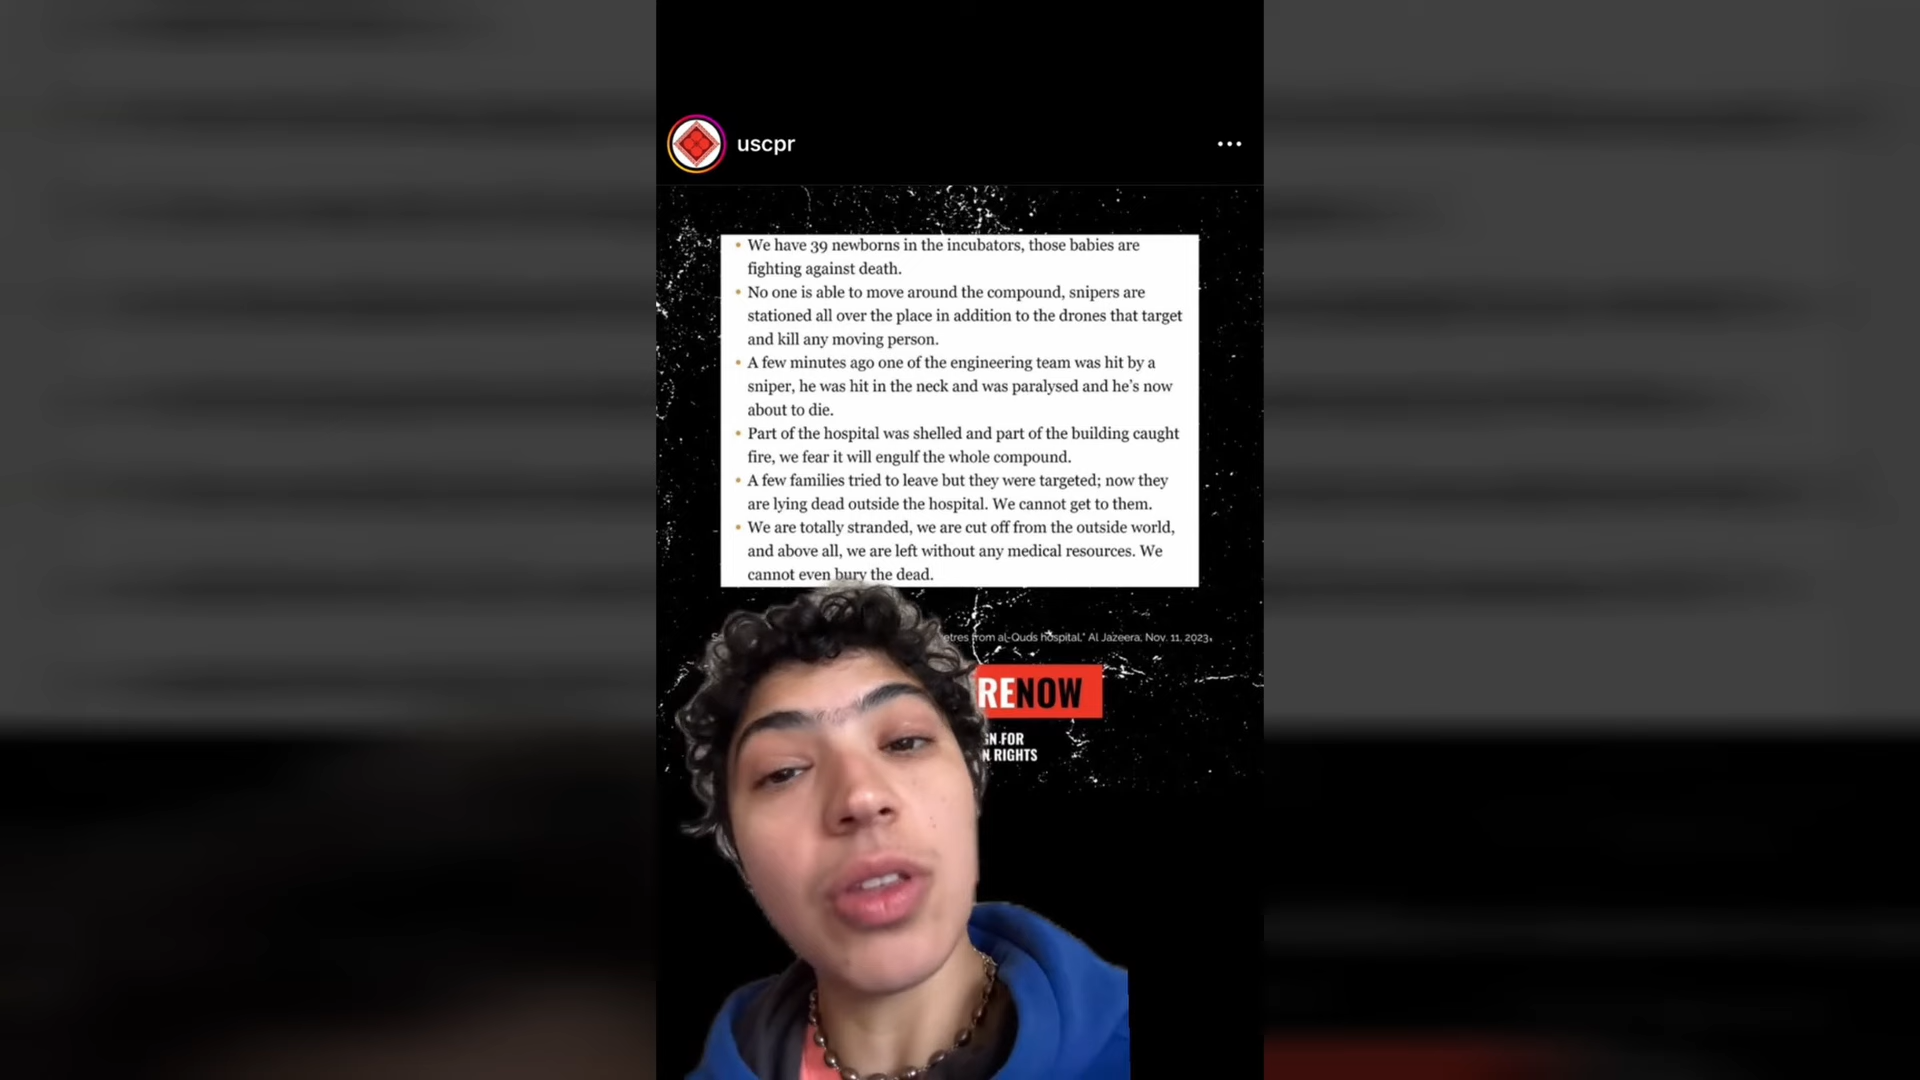 uscpr
• We have 39 newborns in the incubators, those babies are
fighting against death.
• No one is able to move around the compound, snipers are
stationed all over the place in addition to the drones that target
and kill any moving person.
• A few minutes ago one of the engineering team was hit by a
sniper, he was hit in the neck and was paralysed and he's now
about to die.
• Part of the hospital was shelled and part of the building caught
fire, we fear it will engulf the whole compound.
• A few families tried to leave but they were targeted; now they
are lying dead outside the hospital. We cannot get to them.
• We are totally stranded, we are cut off from the outside world,
and above all, we are left without any medical resources. We
cannot even bury the dead.
etres from al-Quds hospital," Al Jazeera, Nov. 11, 2023.
RENOW
GN FOR
N RIGHTS